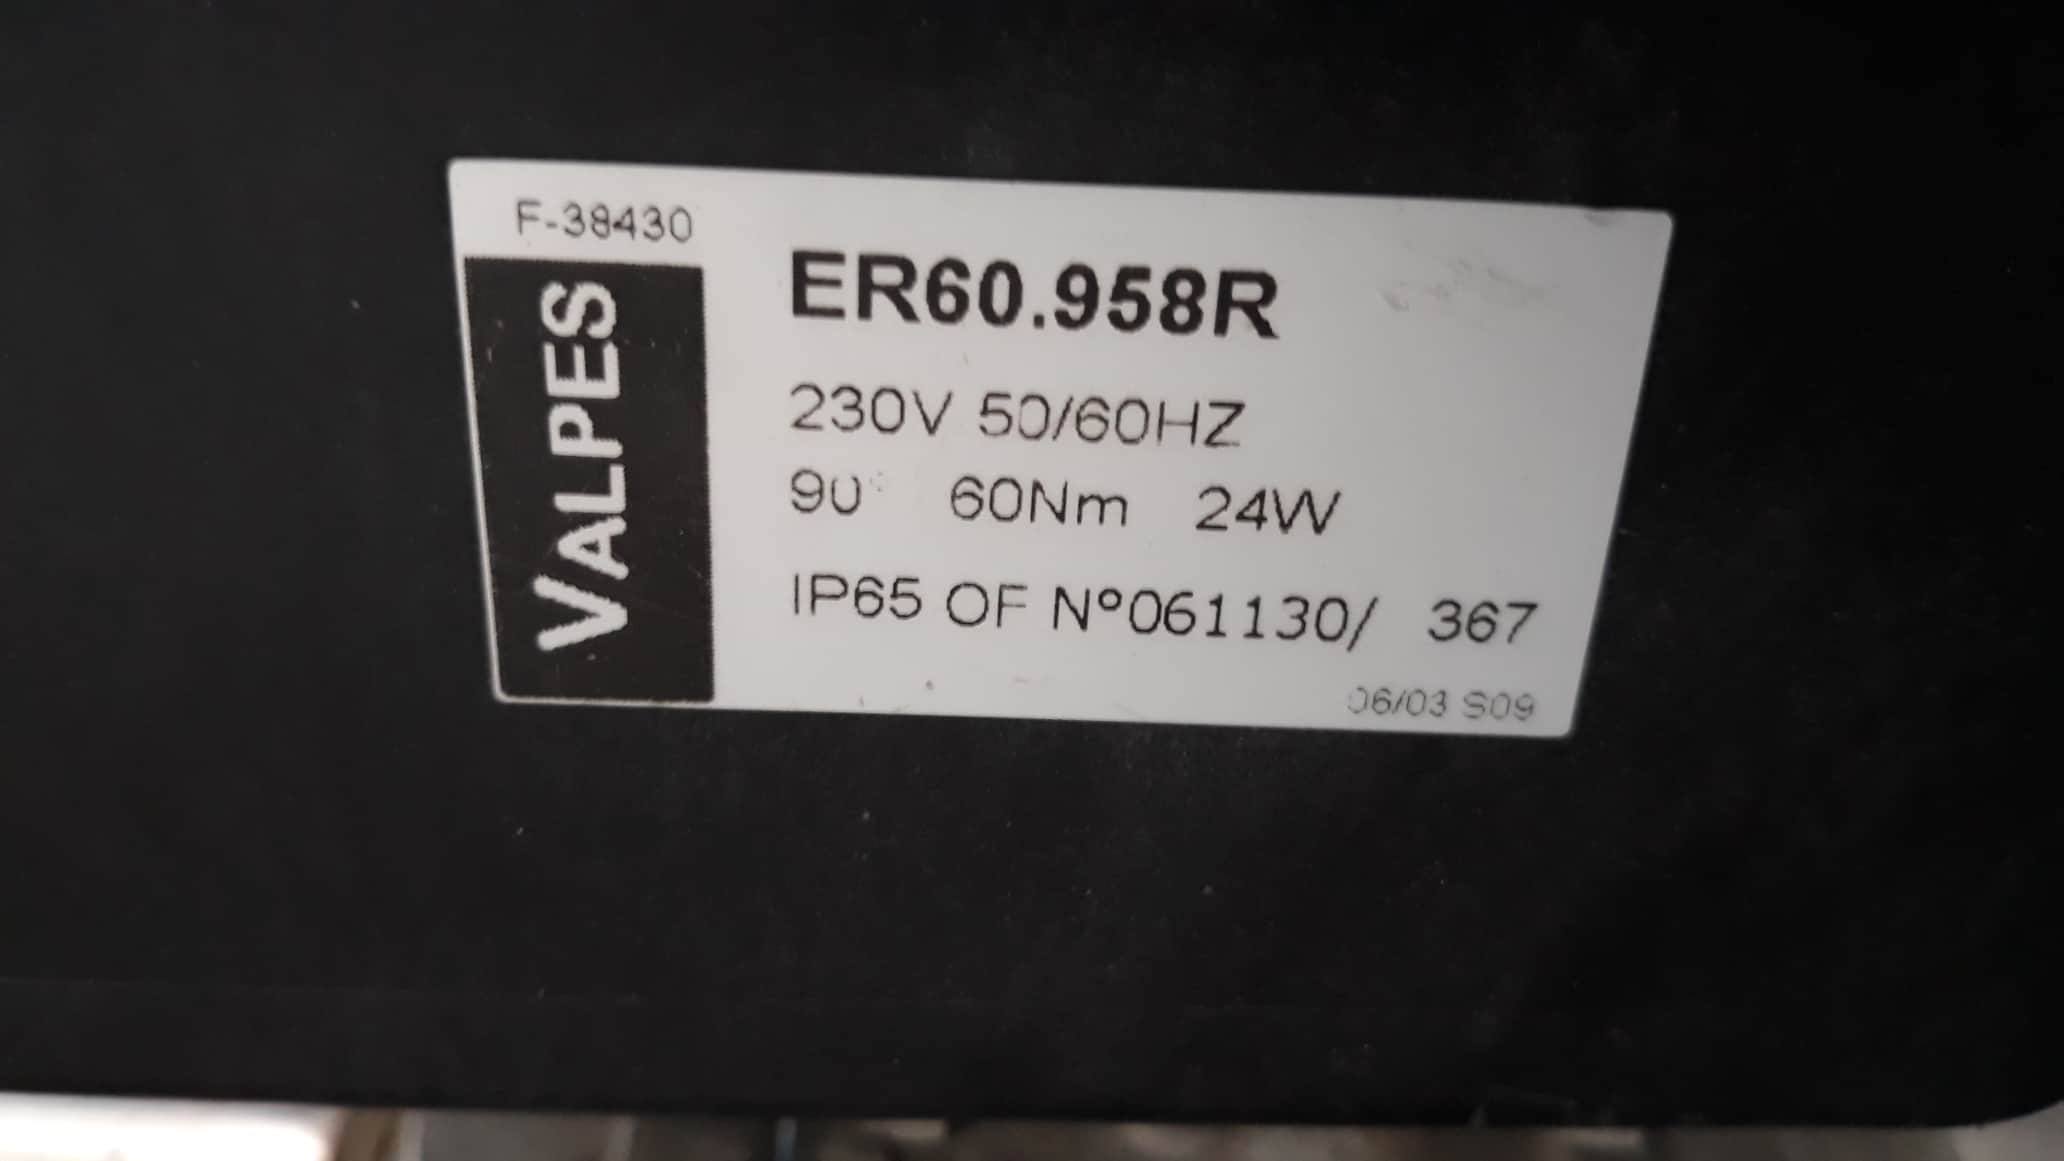 F-38430
VALPES
ER60.958R
230V 50/60HZ
90° 60Nm 24W
IP65 OF N°061130/ 367
06/03 S09